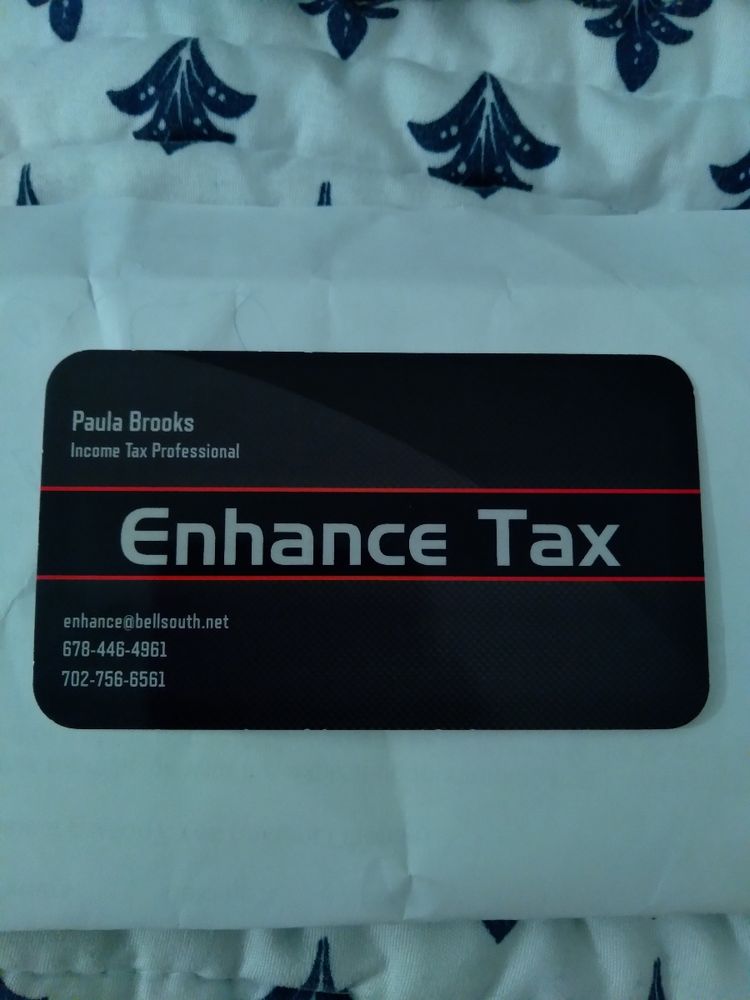 Paula Brooks
Income Tax Professional
Enhance Tax
enhance@bellsouth.net
678-446-4961
702-756-6561